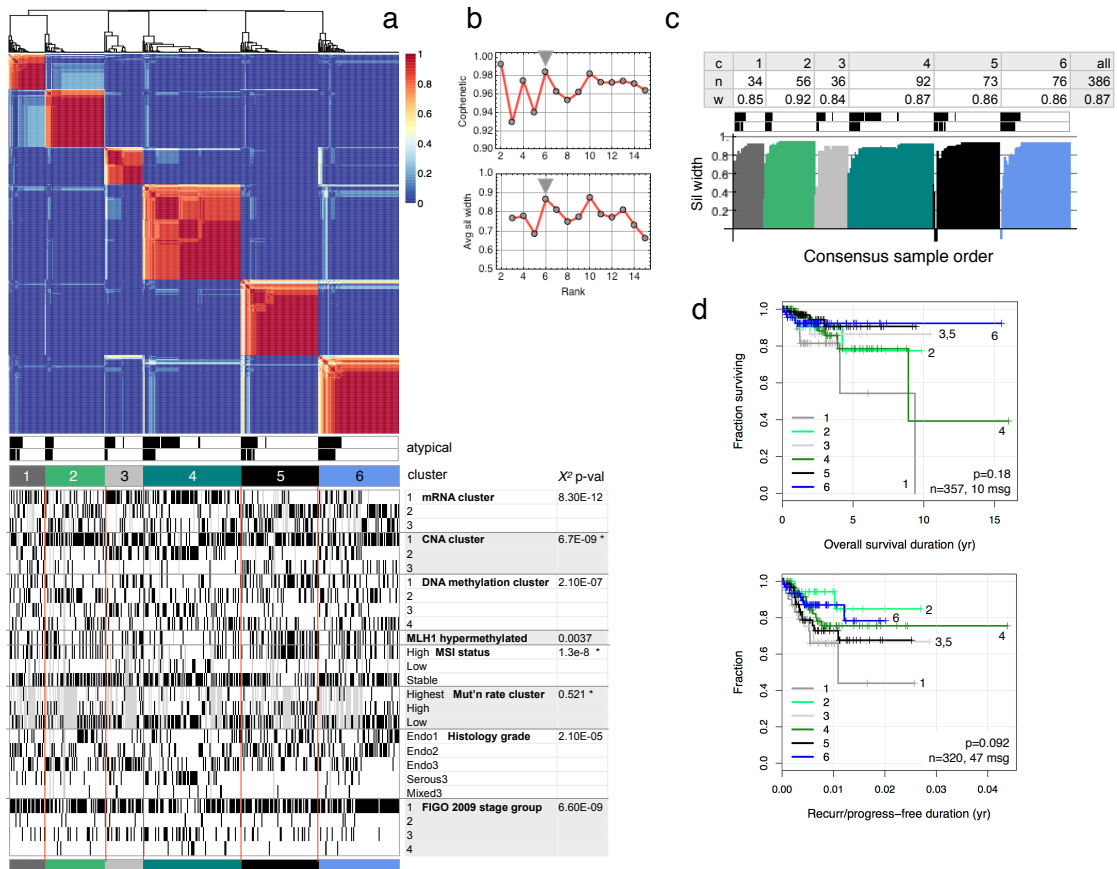 a
1
0.8
0.6
0.4
0.2
0
atypical
cluster
X² p-val
1 2 3 4 5 6
1 mRNA cluster 8.30E-12
2
3
1 CNA cluster 6.7E-09 *
2
3
1 DNA methylation cluster 2.10E-07
2
3
4
MLH1 hypermethylated 0.0037
High MSI status 1.3e-8 *
Low
Stable
Highest Mut'n rate cluster 0.521 *
High
Low
Endo1 Histology grade 2.10E-05
Endo2
Endo3
Serous3
Mixed3
1 FIGO 2009 stage group 6.60E-09
2
3
4
b
Cophenetic
1.00
0.98
0.96
0.94
0.92
0.90
2 4 6 8 10 12 14
Avg sil width
1.0
0.9
0.8
0.7
0.6
0.5
2 4 6 8 10 12 14
Rank
c
c 1 2 3 4 5 6 all
n 34 56 36 92 73 76 386
w 0.85 0.92 0.84 0.87 0.86 0.86 0.87
Sil width
1
0.8
0.6
0.4
0.2
Consensus sample order
d
Fraction surviving
1.0
0.8
0.6
0.4
0.2
0.0
6
3,5
2
4
1
1
2
3
4
5
6
p=0.18
n=357, 10 msg
0 5 10 15
Overall survival duration (yr)
Fraction
1.0
0.8
0.6
0.4
0.2
0.0
2
6
4
3,5
1
1
2
3
4
5
6
p=0.092
n=320, 47 msg
0.00 0.01 0.02 0.03 0.04
Recurr/progress−free duration (yr)